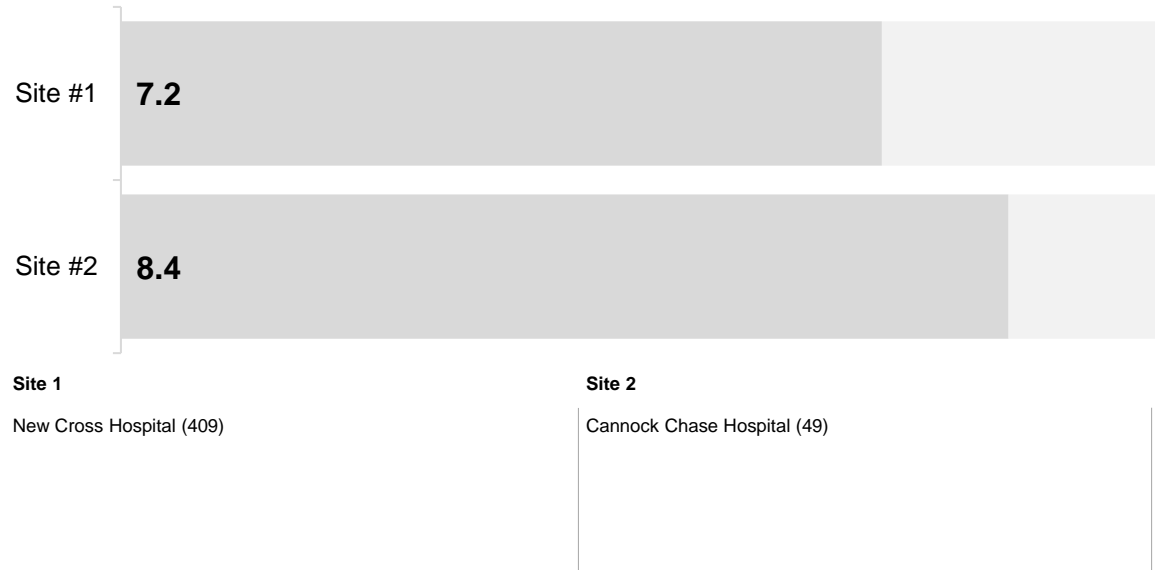 Site #1 7.2
Site #2 8.4
Site 1
New Cross Hospital (409)
Site 2
Cannock Chase Hospital (49)